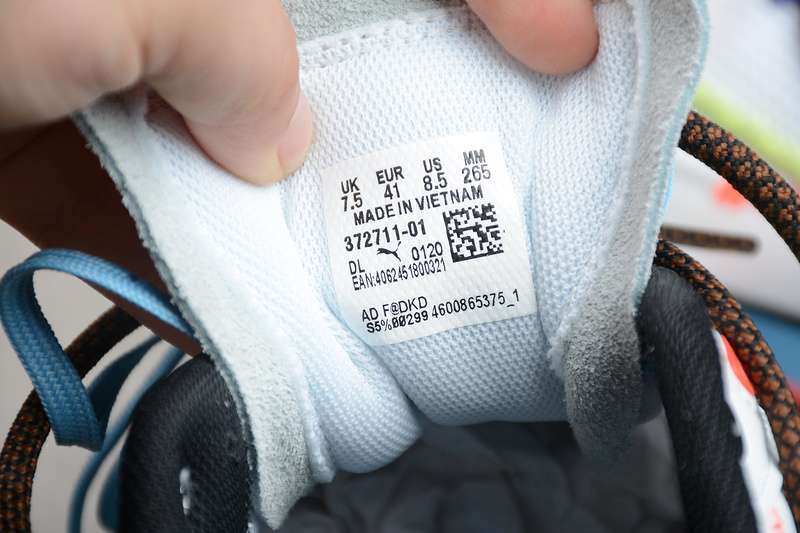 UK EUR US MM
7.5 41 8.5 265
MADE IN VIETNAM
372711-01
DL 0120
EAN:4062451800321
AD F@DKD
S5%00299 4600865375_1